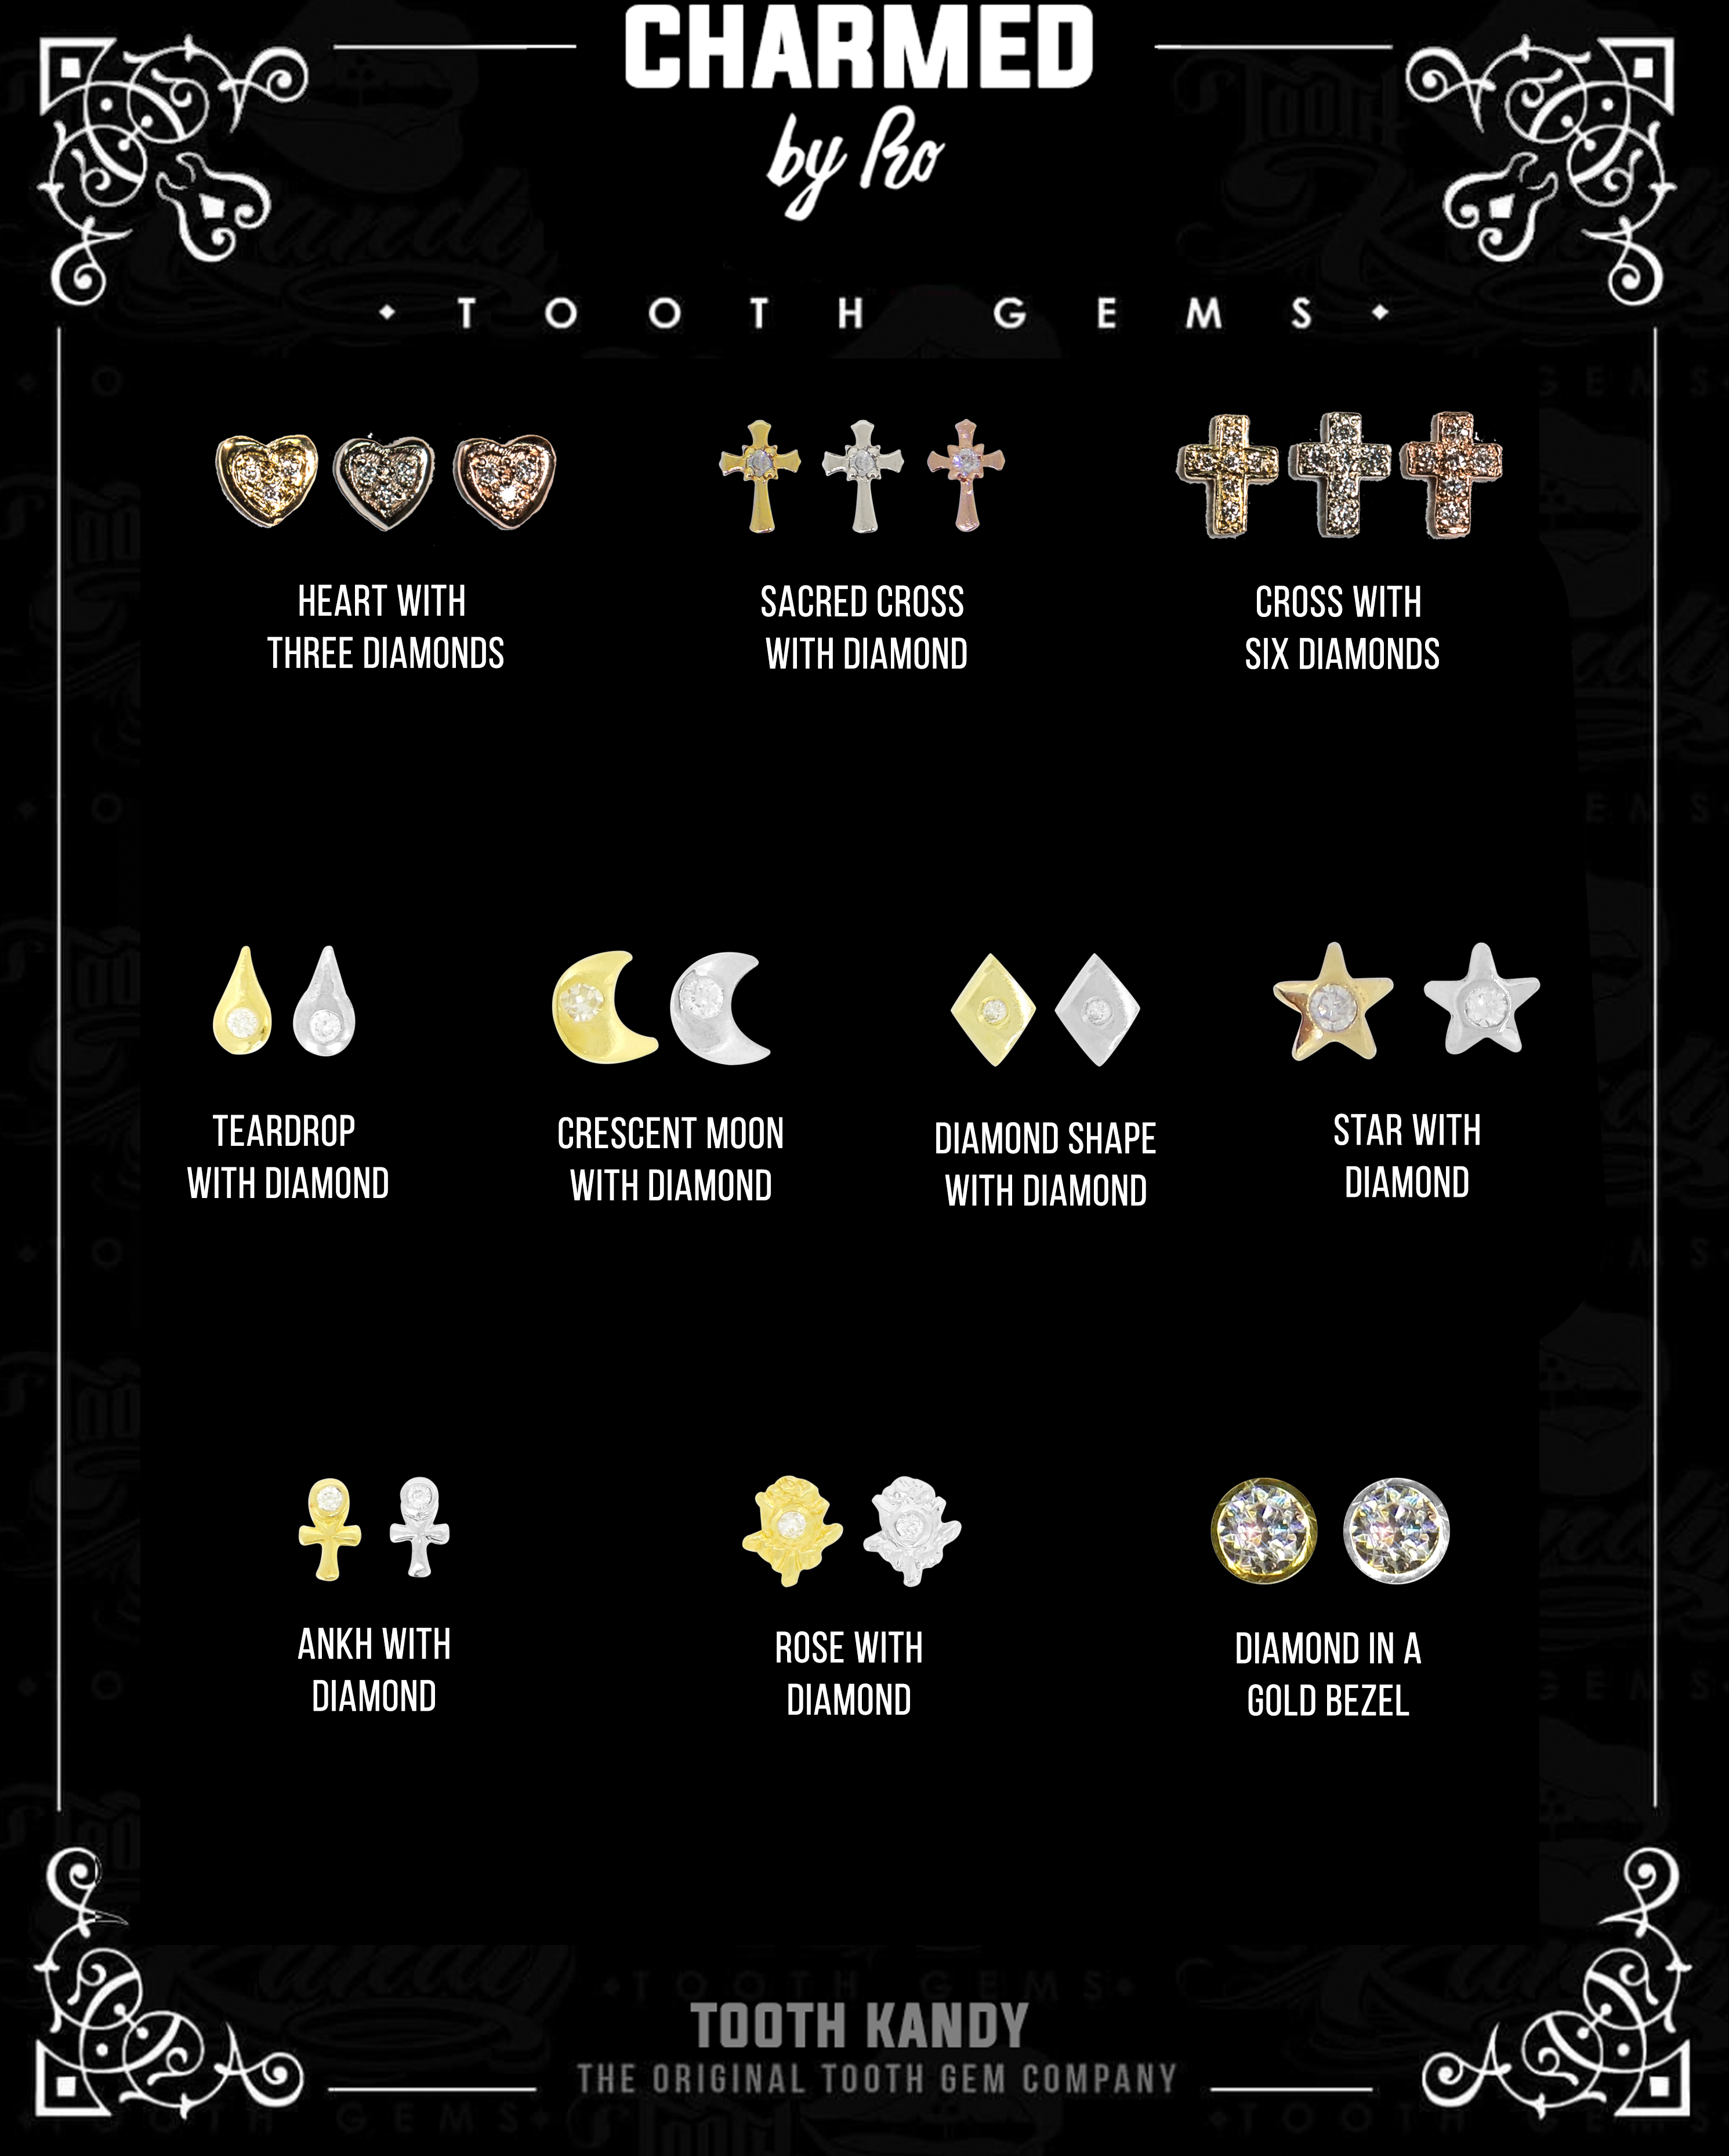 CHARMED
by Ro
TOOTH GEMS
HEART WITH
THREE DIAMONDS
SACRED CROSS
WITH DIAMOND
CROSS WITH
SIX DIAMONDS
TEARDROP
WITH DIAMOND
CRESCENT MOON
WITH DIAMOND
DIAMOND SHAPE
WITH DIAMOND
STAR WITH
DIAMOND
ANKH WITH
DIAMOND
ROSE WITH
DIAMOND
DIAMOND IN A
GOLD BEZEL
TOOTH GEMS
TOOTH KANDY
THE ORIGINAL TOOTH GEM COMPANY